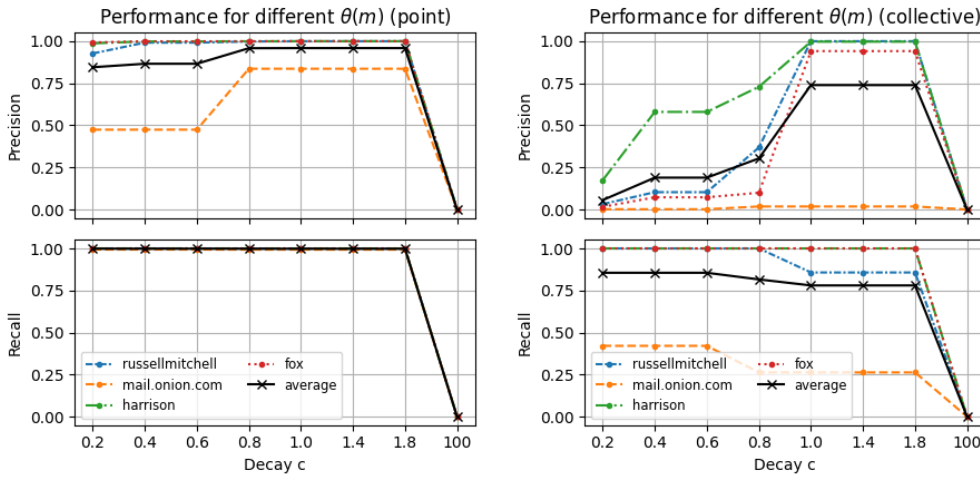 Performance for different θ(m) (point)
1.00
0.75
0.50
0.25
0.00
Precision
1.00
0.75
0.50
0.25
0.00
Recall
russellmitchell
mail.onion.com
harrison
fox
average
0.2 0.4 0.6 0.8 1.0 1.4 1.8 100
Decay c
Performance for different θ(m) (collective)
1.00
0.75
0.50
0.25
0.00
Precision
1.00
0.75
0.50
0.25
0.00
Recall
russellmitchell
mail.onion.com
harrison
fox
average
0.2 0.4 0.6 0.8 1.0 1.4 1.8 100
Decay c